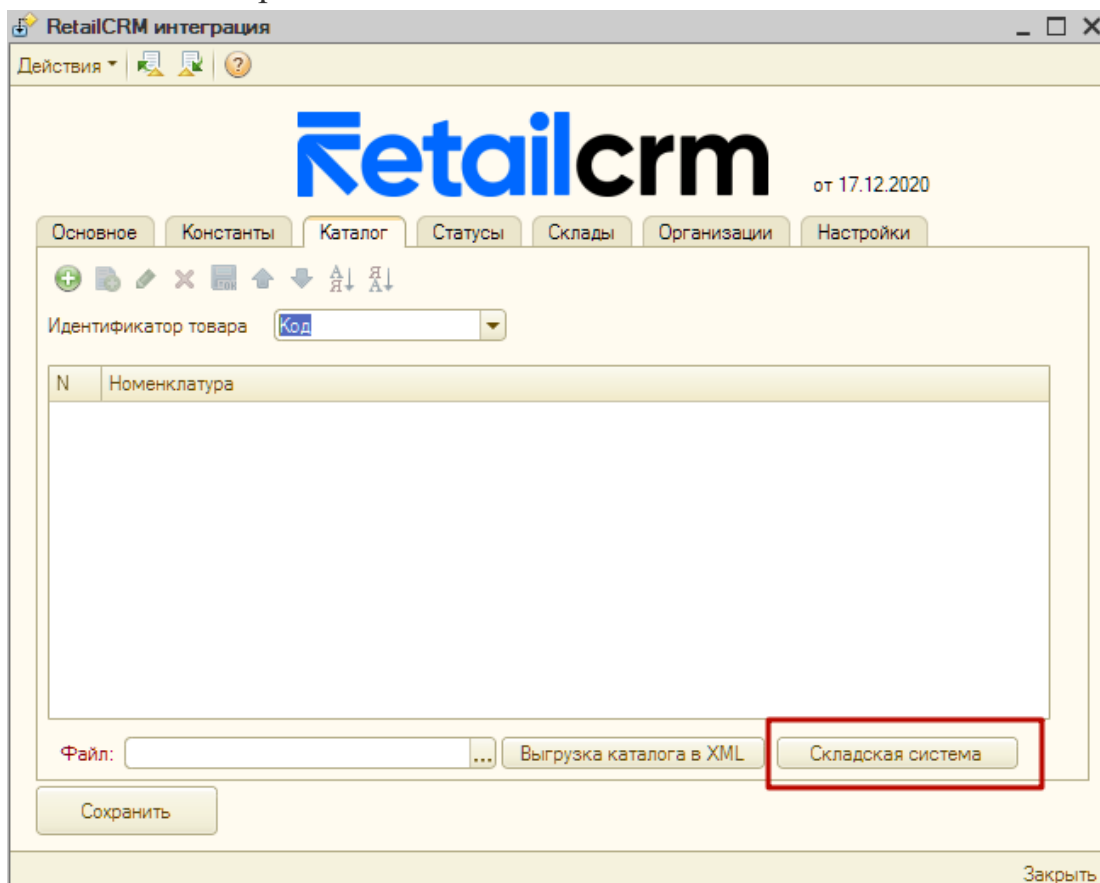 RetailCRM интеграция
Действия
Retailcrm
от 17.12.2020
Основное Константы Каталог Статусы Склады Организации Настройки
Идентификатор товара Код
N Номенклатура
Файл: ... Выгрузка каталога в XML Складская система
Сохранить
Закрыть